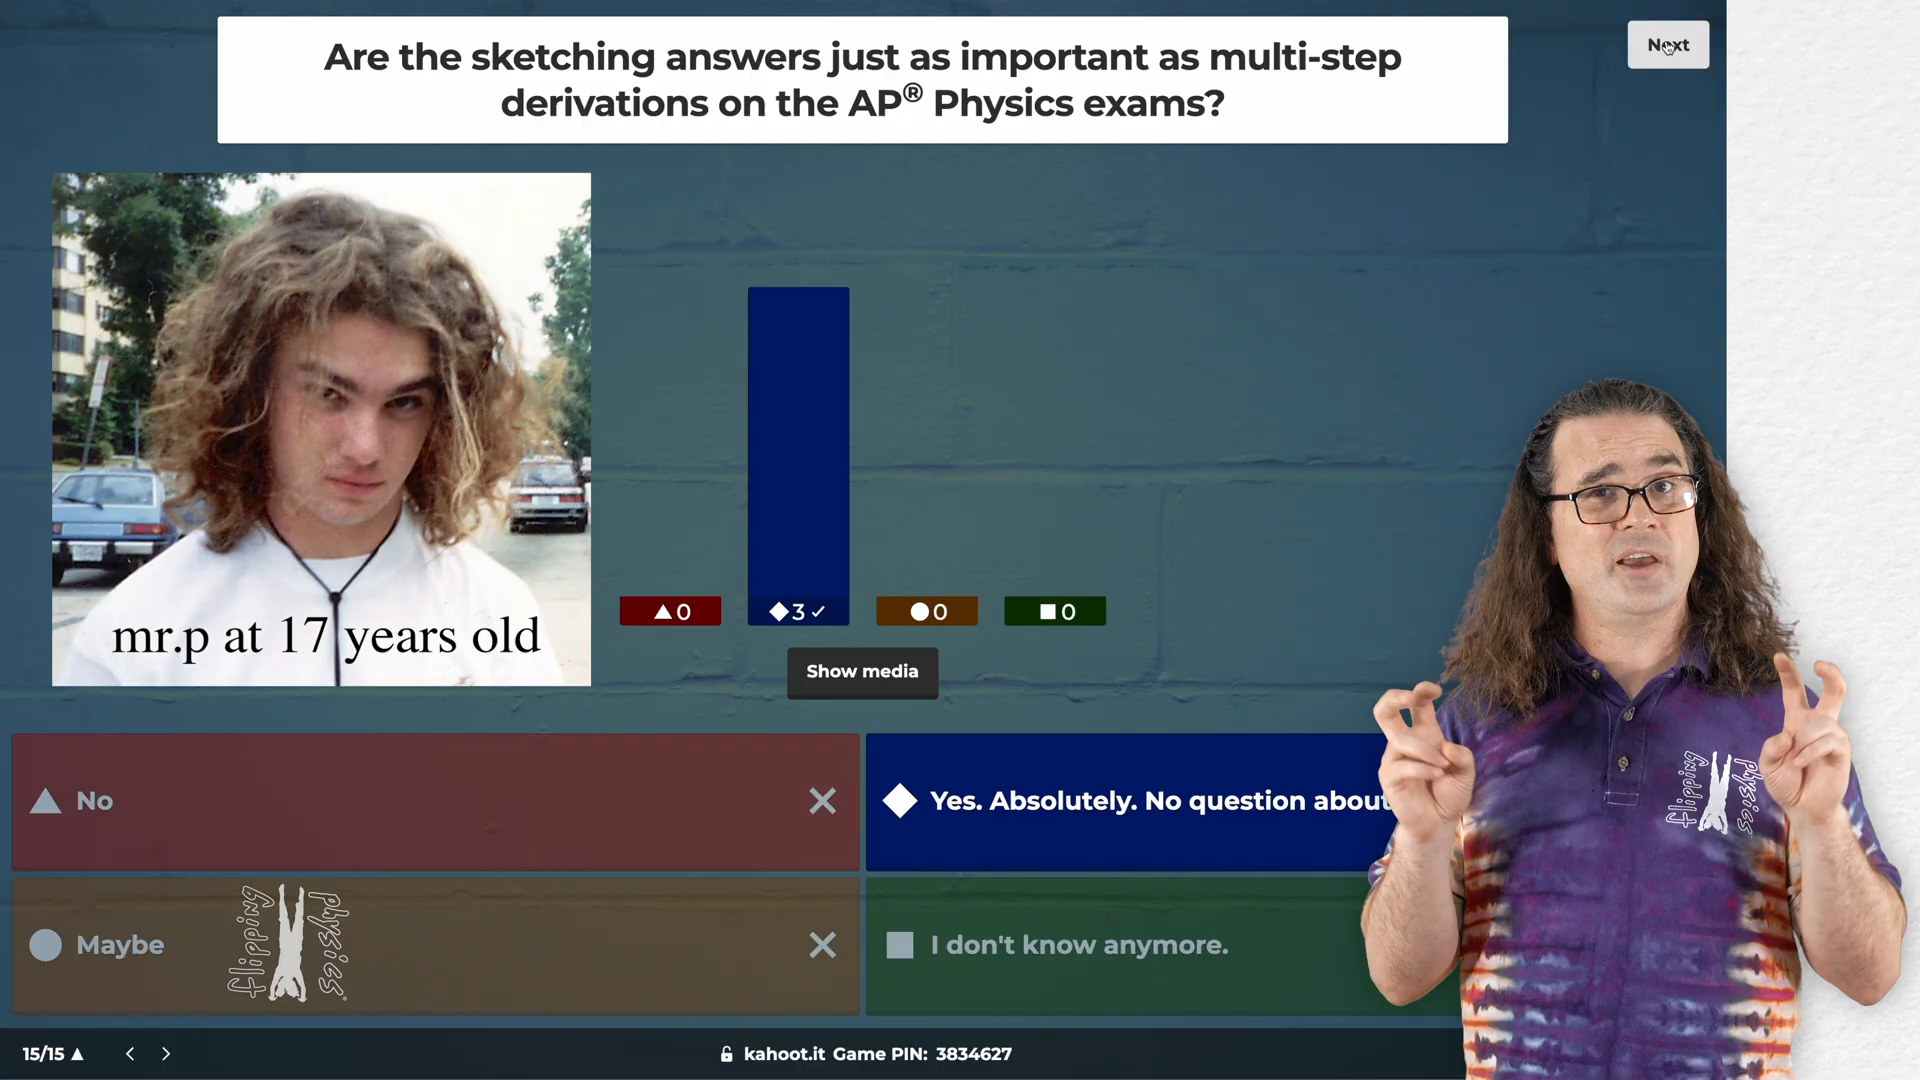 Are the sketching answers just as important as multi-step
derivations on the AP® Physics exams?
Next
mr.p at 17 years old
0
3
0
0
Show media
No
Yes. Absolutely. No question about
Maybe
I don't know anymore.
flipping
physics
flipping
physics
15/15
kahoot.it Game PIN: 3834627